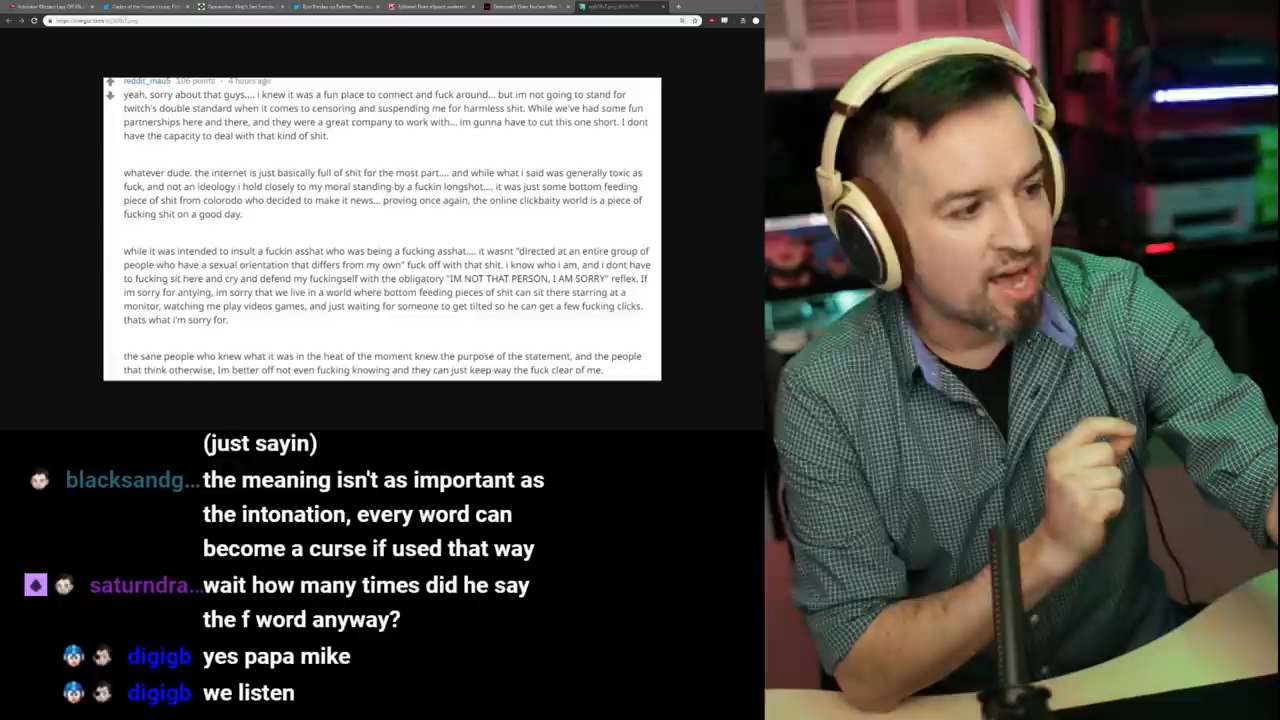 reddit_mau5 106 points · 4 hours ago
yeah, sorry about that guys.... i knew it was a fun place to connect and fuck around... but im not going to stand for
twitch's double standard when it comes to censoring and suspending me for harmless shit. While we've had some fun
partnerships here and there, and they were a great company to work with... im gunna have to cut this one short. I dont
have the capacity to deal with that kind of shit.
whatever dude. the internet is just basically full of shit for the most part.... and while what i said was generally toxic as
fuck, and not an ideology i hold closely to my moral standing by a fuckin longshot.... it was just some bottom feeding
piece of shit from colorodo who decided to make it news... proving once again, the online clickbaity world is a piece of
fucking shit on a good day.
while it was intended to insult a fuckin asshat who was being a fucking asshat.... it wasnt "directed at an entire group of
people who have a sexual orientation that differs from my own" fuck off with that shit. i know who i am, and i dont have
to fucking sit here and cry and defend my fuckingself with the obligatory "IM NOT THAT PERSON, I AM SORRY" reflex. If
im sorry for antying, im sorry that we live in a world where bottom feeding pieces of shit can sit there starring at a
monitor, watching me play videos games, and just waiting for someone to get tilted so he can get a few fucking clicks.
thats what i'm sorry for.
the sane people who knew what it was in the heat of the moment knew the purpose of the statement, and the people
that think otherwise, Im better off not even fucking knowing and they can just keep way the fuck clear of me.
(just sayin)
blacksandg... the meaning isn't as important as
the intonation, every word can
become a curse if used that way
saturndra... wait how many times did he say
the f word anyway?
digigb yes papa mike
digigb we listen